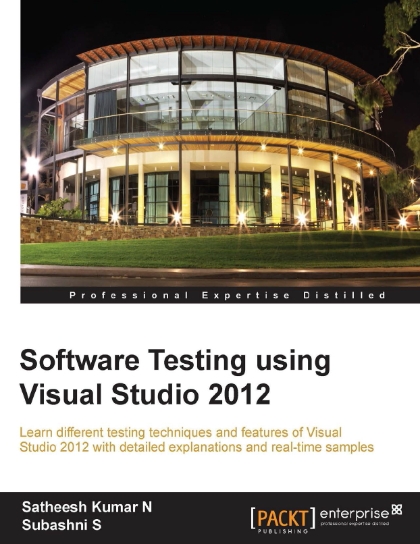 Professional Expertise Distilled
Software Testing using
Visual Studio 2012
Learn different testing techniques and features of Visual
Studio 2012 with detailed explanations and real-time samples
Satheesh Kumar N
Subashni S
[PACKT] enterprise
PUBLISHING
professional expertise distilled